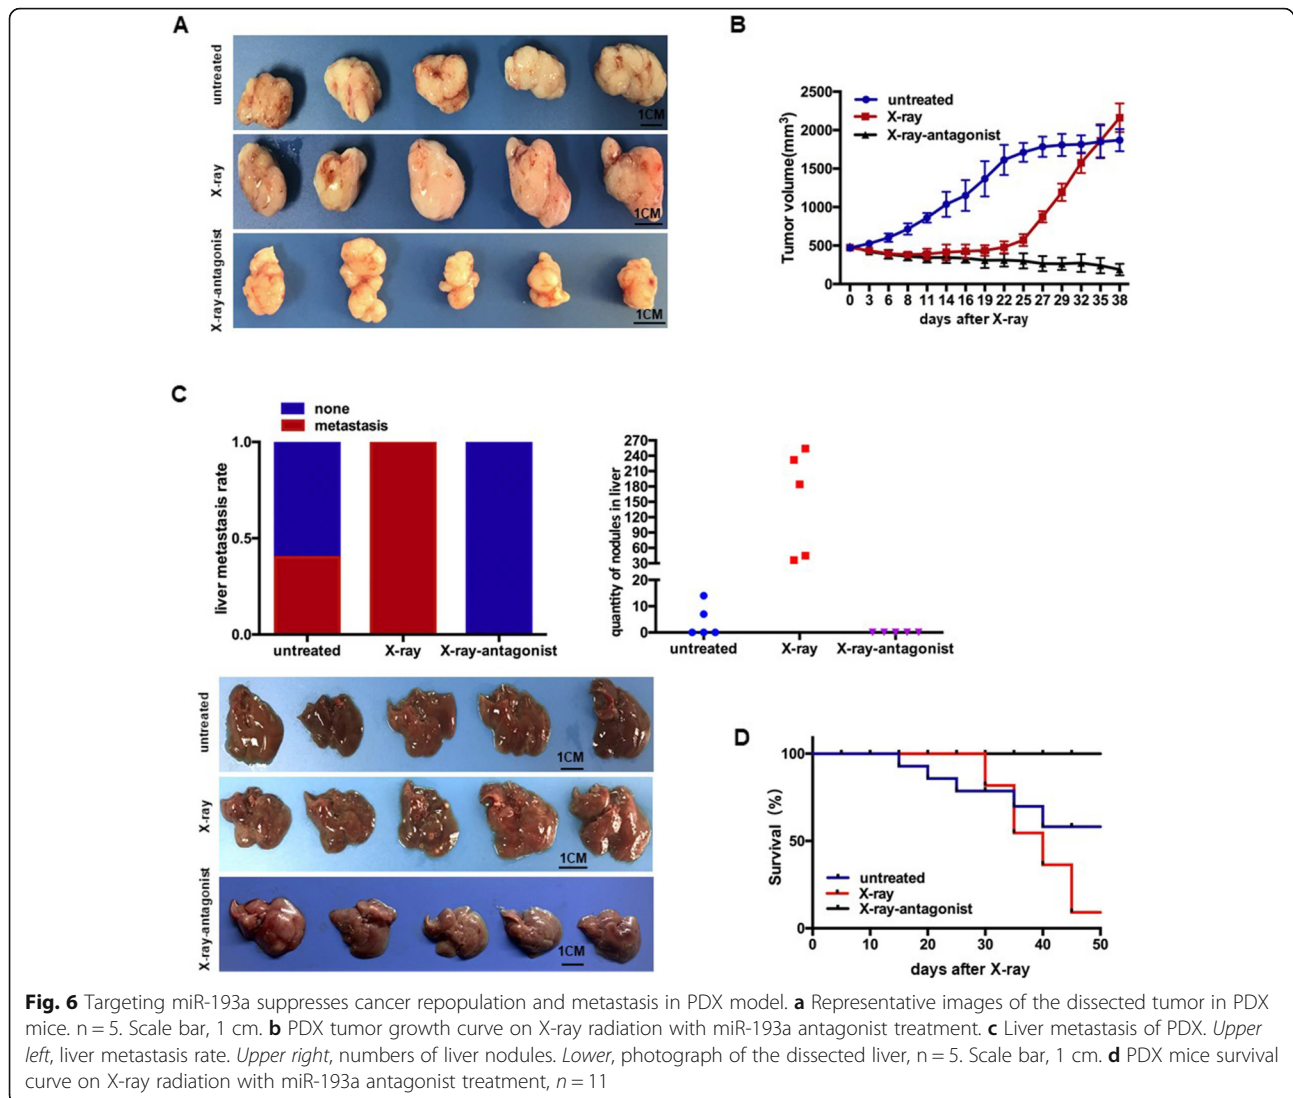 A
untreated
1CM
X-ray
1CM
X-ray-antagonist
1CM
B
untreated
X-ray
X-ray-antagonist
Tumor volume(mm³)
2500
2000
1500
1000
500
0
0 3 6 8 11 14 16 19 22 25 27 29 32 35 38
days after X-ray
C
none
metastasis
liver metastasis rate
1.0
0.5
0.0
untreated X-ray X-ray-antagonist
quantity of nodules in liver
270
240
210
180
150
120
90
60
30
20
10
0
untreated X-ray X-ray-antagonist
untreated
1CM
X-ray
1CM
X-ray-antagonist
1CM
D
Survival (%)
100
50
0
untreated
X-ray
X-ray-antagonist
0 10 20 30 40 50
days after X-ray
Fig. 6 Targeting miR-193a suppresses cancer repopulation and metastasis in PDX model. a Representative images of the dissected tumor in PDX
mice. n = 5. Scale bar, 1 cm. b PDX tumor growth curve on X-ray radiation with miR-193a antagonist treatment. c Liver metastasis of PDX. Upper
left, liver metastasis rate. Upper right, numbers of liver nodules. Lower, photograph of the dissected liver, n = 5. Scale bar, 1 cm. d PDX mice survival
curve on X-ray radiation with miR-193a antagonist treatment, n = 11